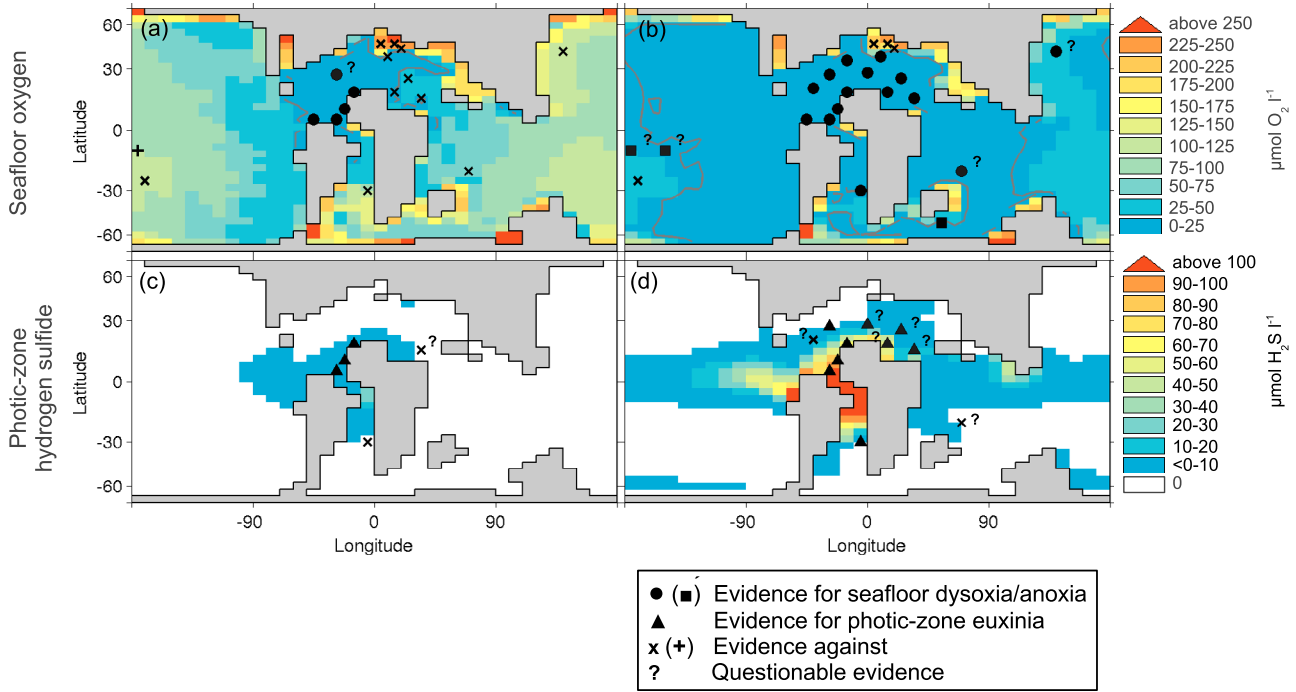 Seafloor oxygen
Latitude
60
30
0
-30
-60
(a)
?
(b)
?
?
?
?
above 250
225-250
200-225
175-200
150-175
125-150
100-125
75-100
50-75
25-50
0-25
µmol O2 l-1
Photic-zone
hydrogen sulfide
Latitude
60
30
0
-30
-60
(c)
?
(d)
?
?
?
?
?
?
above 100
90-100
80-90
70-80
60-70
50-60
40-50
30-40
20-30
10-20
<0-10
0
µmol H2S l-1
-90
0
90
-90
0
90
Longitude
Longitude
● (■)´ Evidence for seafloor dysoxia/anoxia
▲ Evidence for photic-zone euxinia
x (+) Evidence against
? Questionable evidence